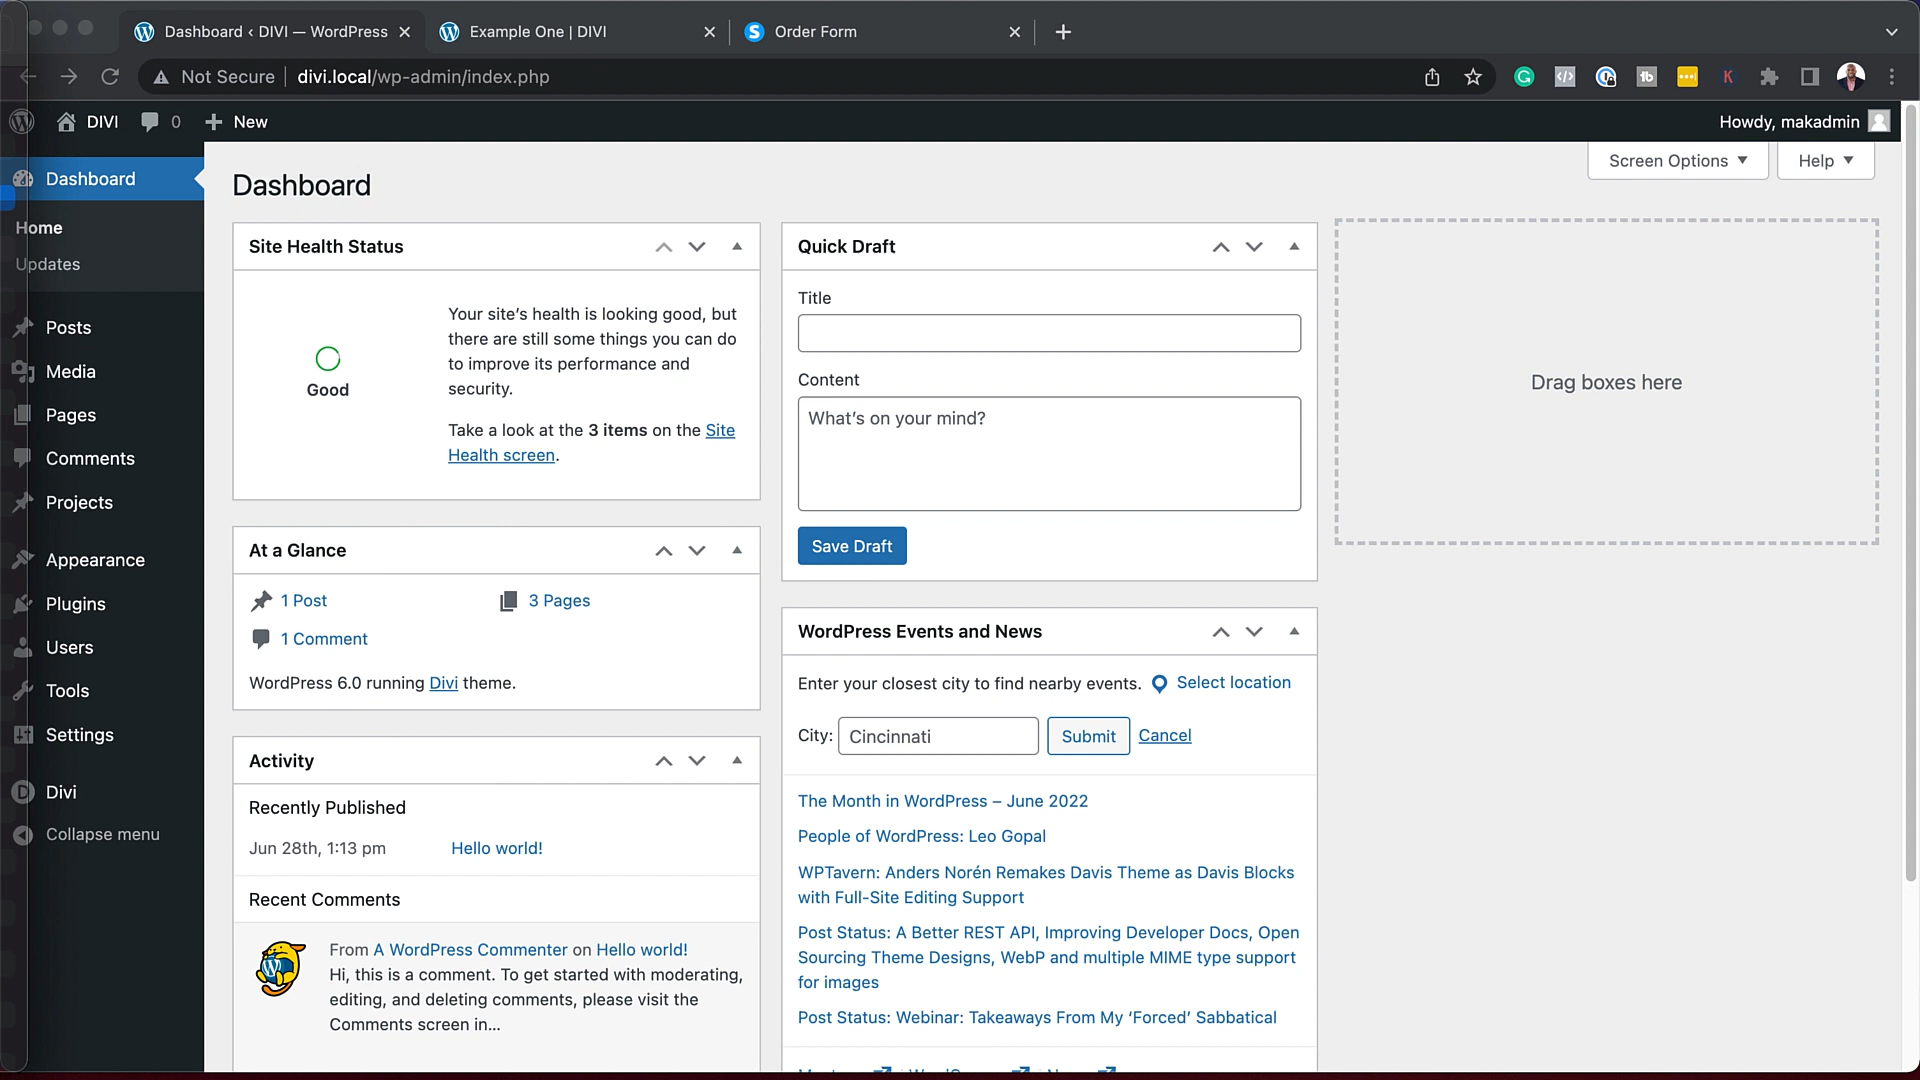 Dashboard ‹ DIVI — WordPress
Example One | DIVI
Order Form
Not Secure
divi.local/wp-admin/index.php
DIVI
0
New
Howdy, makadmin
Dashboard
Home
Updates
Posts
Media
Pages
Comments
Projects
Appearance
Plugins
Users
Tools
Settings
Divi
Collapse menu
Screen Options
Help
Dashboard
Site Health Status
Good
Your site’s health is looking good, but
there are still some things you can do
to improve its performance and
security.
Take a look at the 3 items on the Site
Health screen.
At a Glance
1 Post
3 Pages
1 Comment
WordPress 6.0 running Divi theme.
Activity
Recently Published
Jun 28th, 1:13 pm
Hello world!
Recent Comments
From A WordPress Commenter on Hello world!
Hi, this is a comment. To get started with moderating,
editing, and deleting comments, please visit the
Comments screen in…
Quick Draft
Title
Content
What’s on your mind?
Save Draft
WordPress Events and News
Enter your closest city to find nearby events.
Select location
City:
Cincinnati
Submit
Cancel
The Month in WordPress – June 2022
People of WordPress: Leo Gopal
WPTavern: Anders Norén Remakes Davis Theme as Davis Blocks
with Full-Site Editing Support
Post Status: A Better REST API, Improving Developer Docs, Open
Sourcing Theme Designs, WebP and multiple MIME type support
for images
Post Status: Webinar: Takeaways From My ‘Forced’ Sabbatical
Drag boxes here